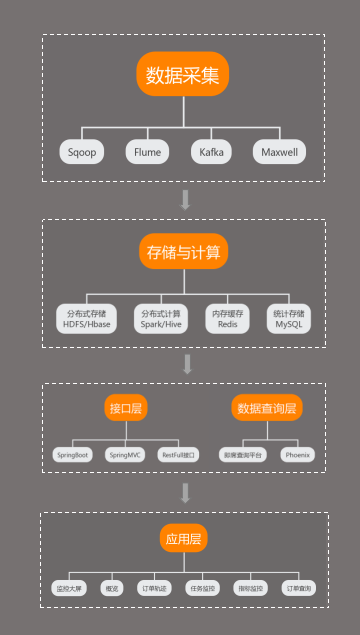 数据采集
Sqoop
Flume
Kafka
Maxwell
存储与计算
分布式存储
HDFS/Hbase
分布式计算
Spark/Hive
内存缓存
Redis
统计存储
MySQL
接口层
数据查询层
SpringBoot
SpringMVC
RestFull接口
即席查询平台
Phoenix
应用层
监控大屏
概览
订单轨迹
任务监控
指标监控
订单查询